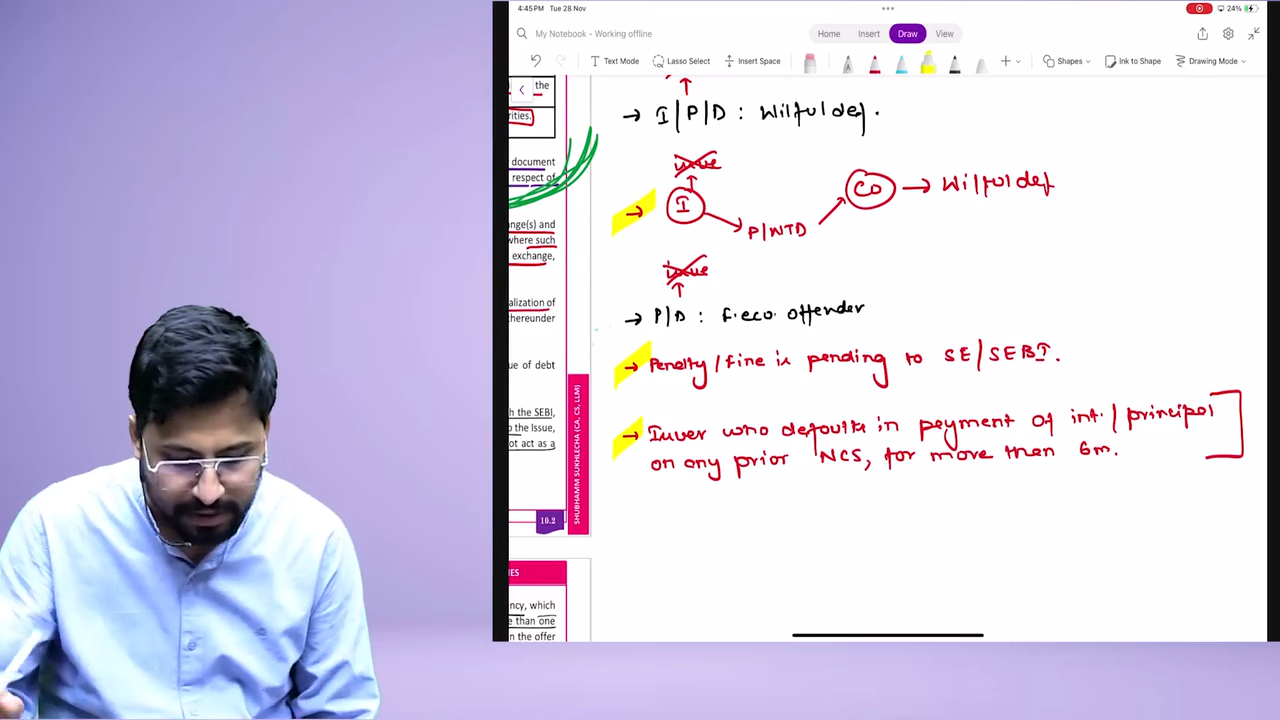 4:45 PM Tue 28 Nov
24%
My Notebook - Working offline
Home Insert Draw View
Text Mode Lasso Select Insert Space Shapes Ink to Shape Drawing Mode
the
rities.
→ I/P/D : Wilful def.
document
respect of
issue
→ I
P/WTD
CO → Wilful def
nge(s) and
where such
exchange,
issue
ialization of
thereunder
→ P/D : F. eco. offender
ue of debt
→ Penalty/fine is pending to SE/SEBI.
h the SEBI,
o the Issue,
not act as a
→ Issuer who defaults in payment of int./principal
on any prior NCS, for more than 6m.
SHUBHAMM SUKHLECHA (CA, CS, LLM)
10.2
IES
ency, which
e than one
n the offer